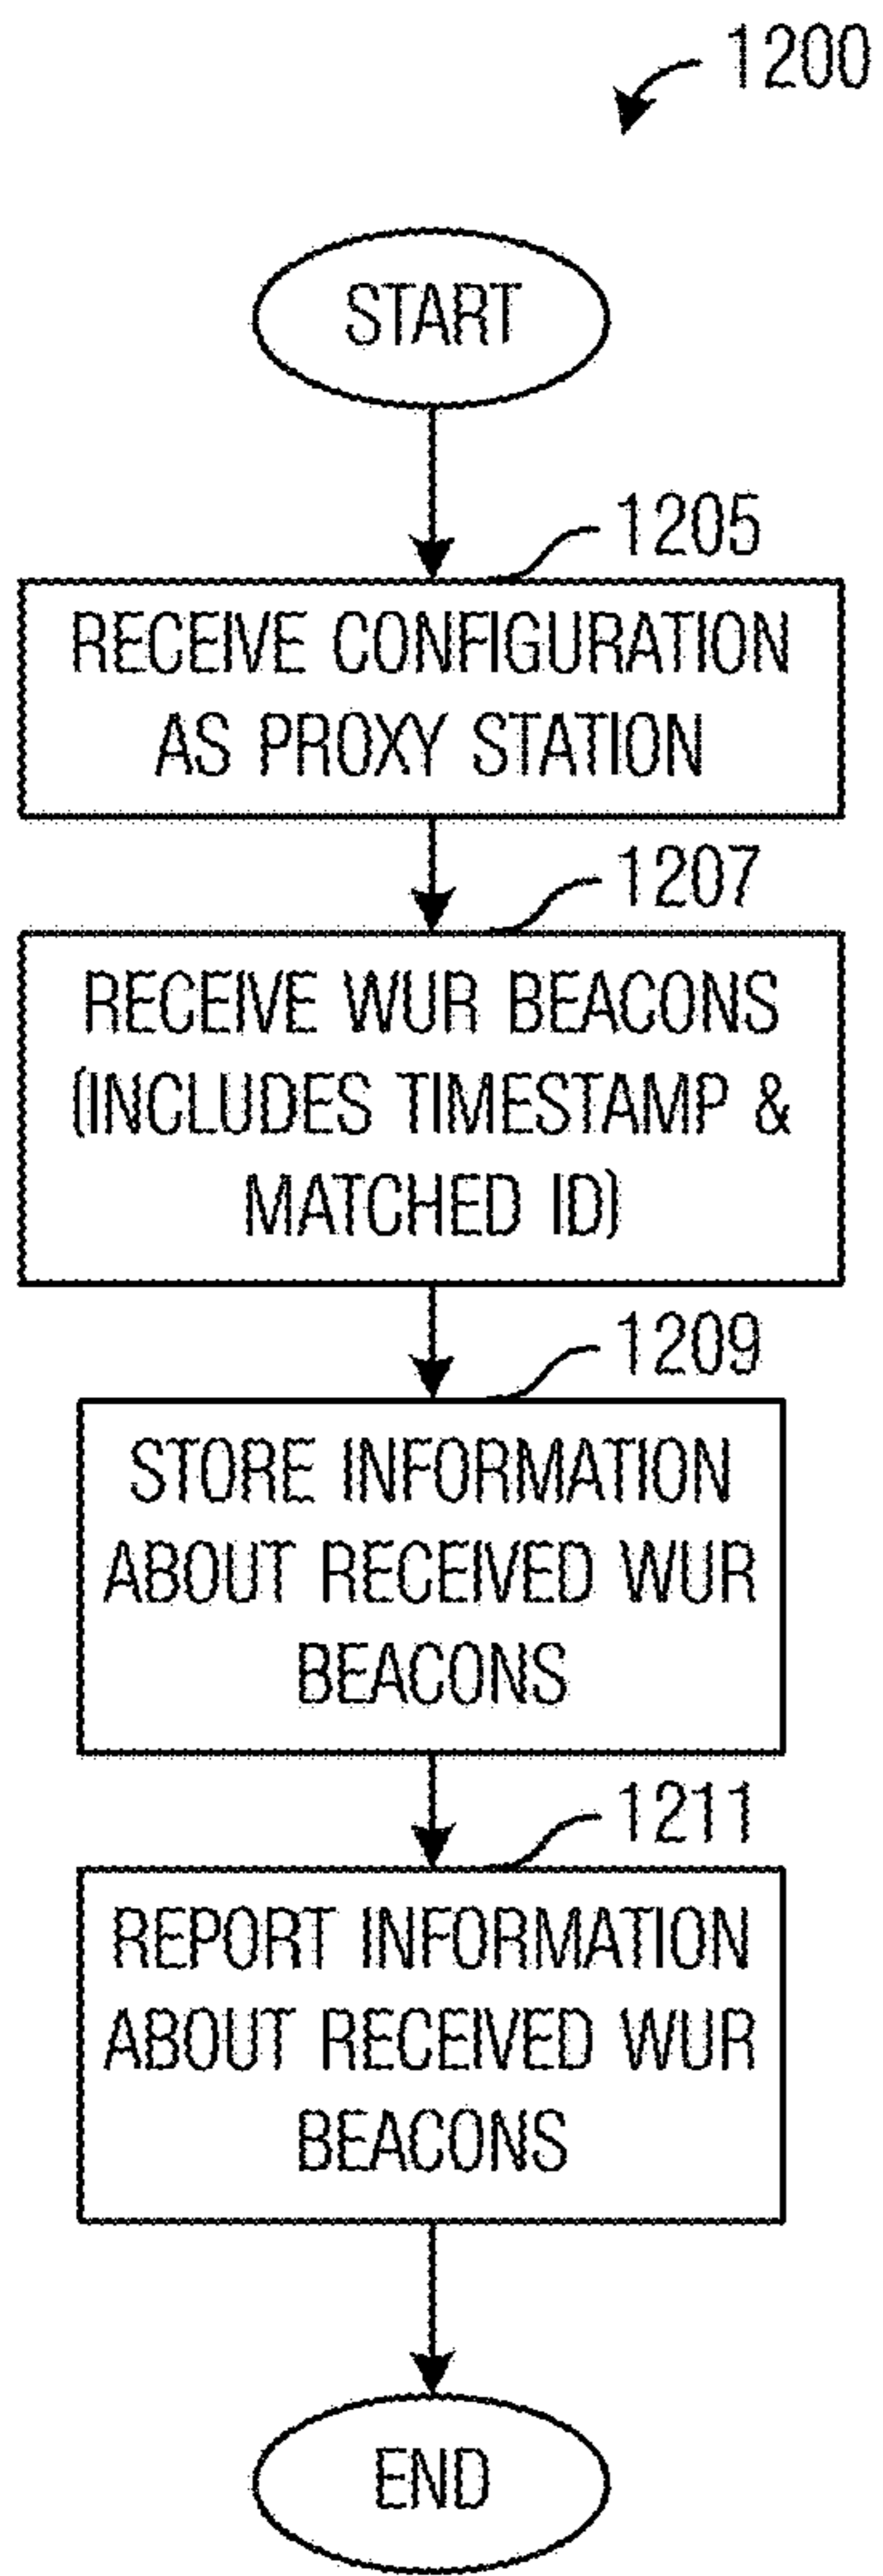 1200
START
1205
RECEIVE CONFIGURATION
AS PROXY STATION
1207
RECEIVE WUR BEACONS
(INCLUDES TIMESTAMP &
MATCHED ID)
1209
STORE INFORMATION
ABOUT RECEIVED WUR
BEACONS
1211
REPORT INFORMATION
ABOUT RECEIVED WUR
BEACONS
END